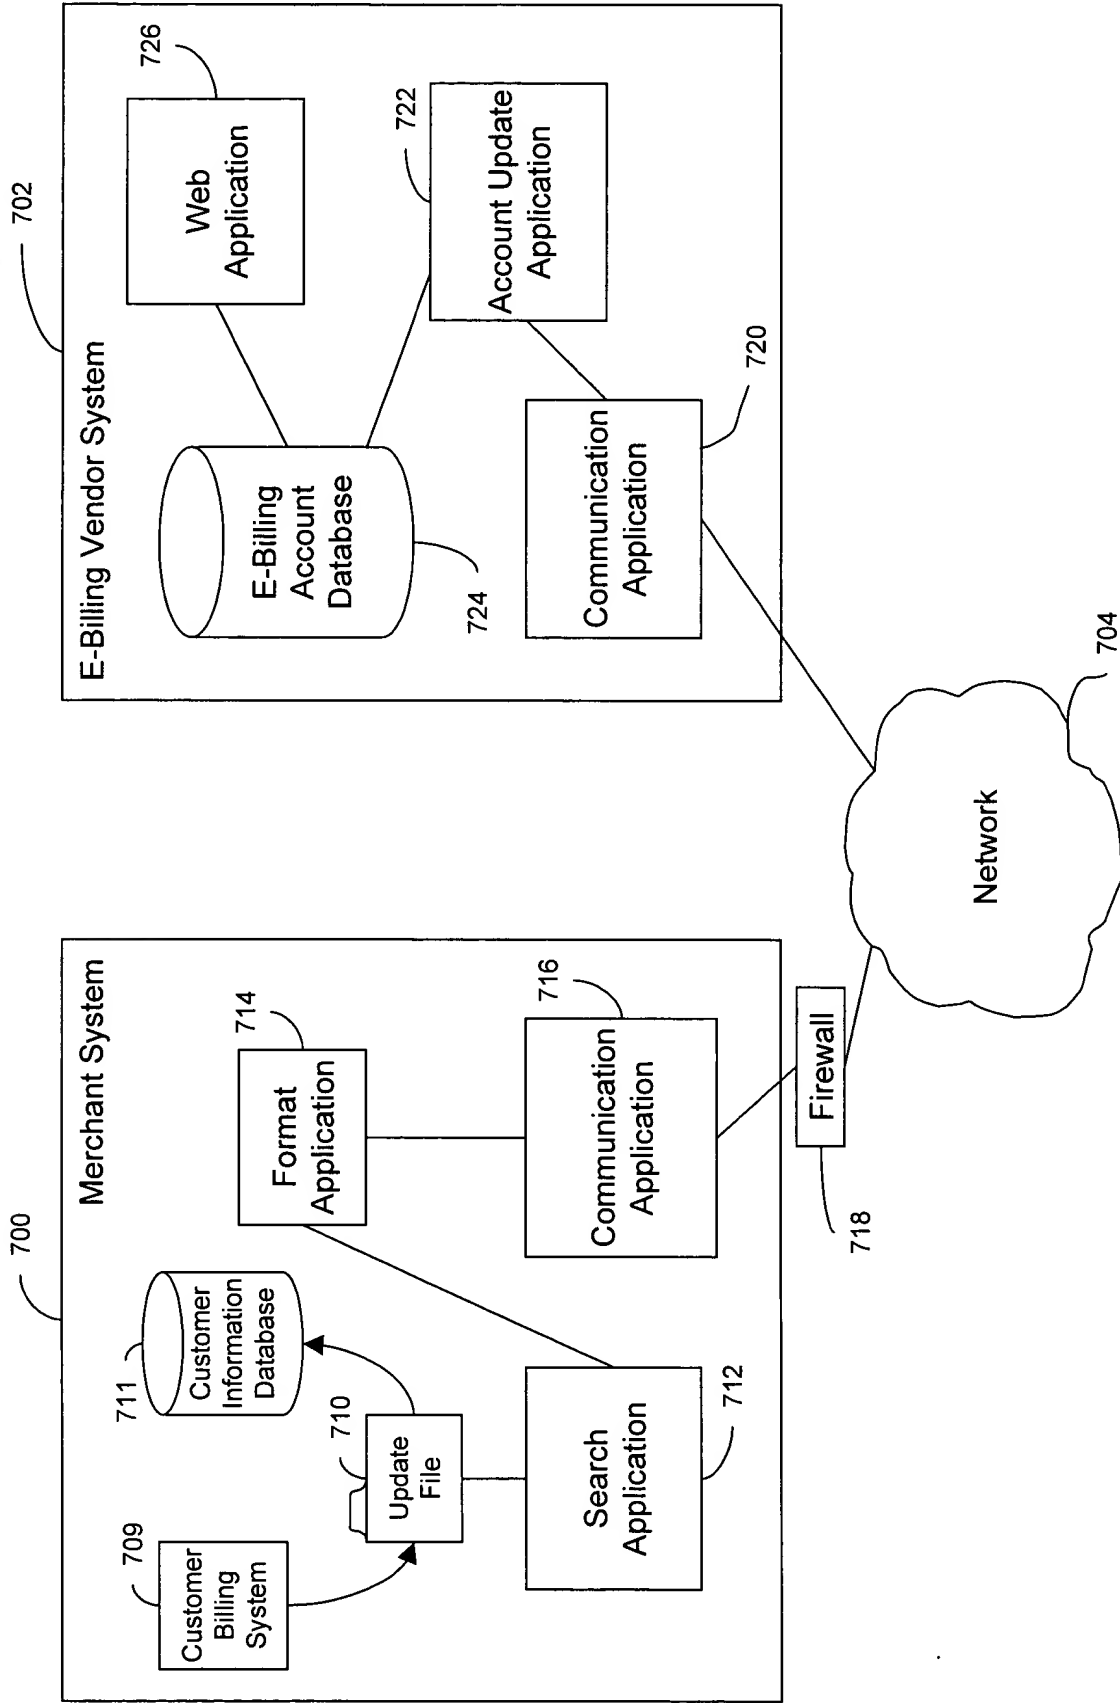 700
Merchant System
709
Customer
Billing
System
710
Update
File
711
Customer
Information
Database
712
Search
Application
714
Format
Application
716
Communication
Application
718
Firewall
Network
704
702
E-Billing Vendor System
E-Billing
Account
Database
724
Web
Application
726
Account Update
Application
722
Communication
Application
720